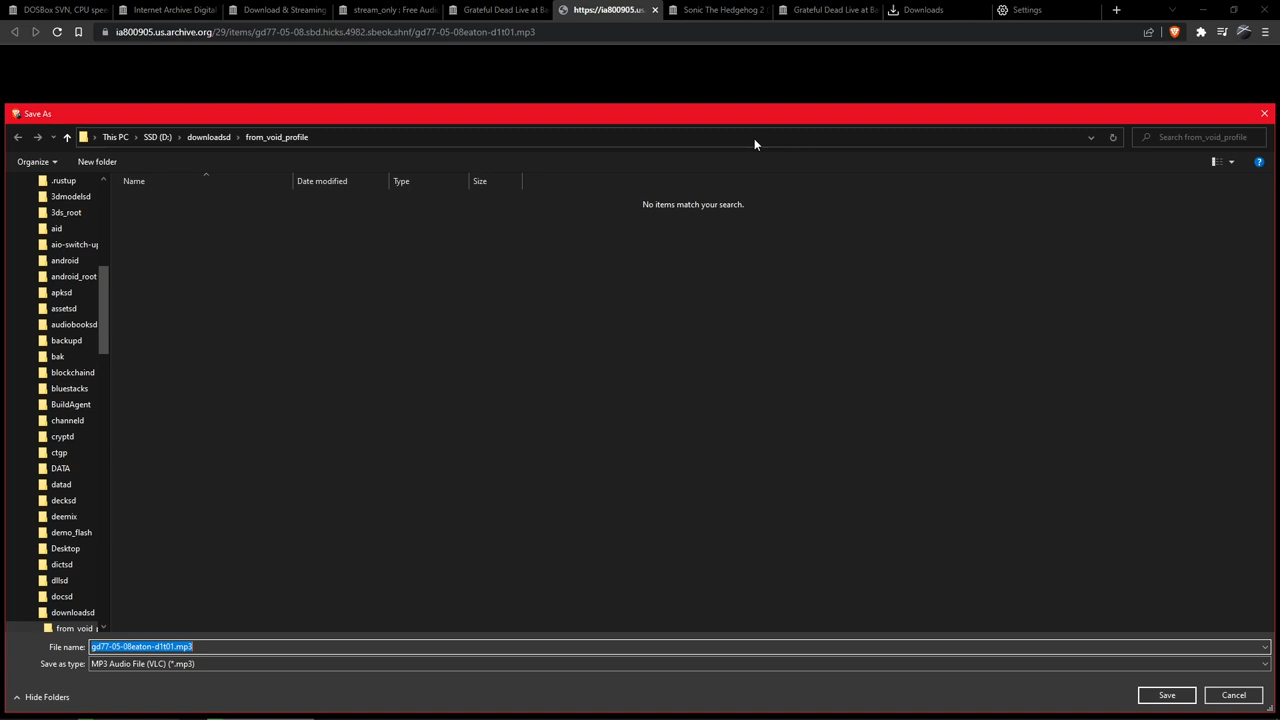 DOSBox SVN, CPU spee
Internet Archive: Digital
Download & Streaming
stream_only : Free Audio
Grateful Dead Live at Ba
https://ia800905.us.
Sonic The Hedgehog 2
Grateful Dead Live at Ba
Downloads
Settings
ia800905.us.archive.org/29/items/gd77-05-08.sbd.hicks.4982.sbeok.shnf/gd77-05-08eaton-d1t01.mp3
Save As
This PC
SSD (D:)
downloadsd
from_void_profile
Search from_void_profile
Organize
New folder
Name
Date modified
Type
Size
No items match your search.
.rustup
3dmodelsd
3ds_root
aid
aio-switch-up
android
android_root
apksd
assetsd
audiobooksd
backupd
bak
blockchaind
bluestacks
BuildAgent
channeld
cryptd
ctgp
DATA
datad
decksd
deemix
demo_flash
Desktop
dictsd
dllsd
docsd
downloadsd
from_void_p
File name: gd77-05-08eaton-d1t01.mp3
Save as type: MP3 Audio File (VLC) (*.mp3)
Hide Folders
Save
Cancel